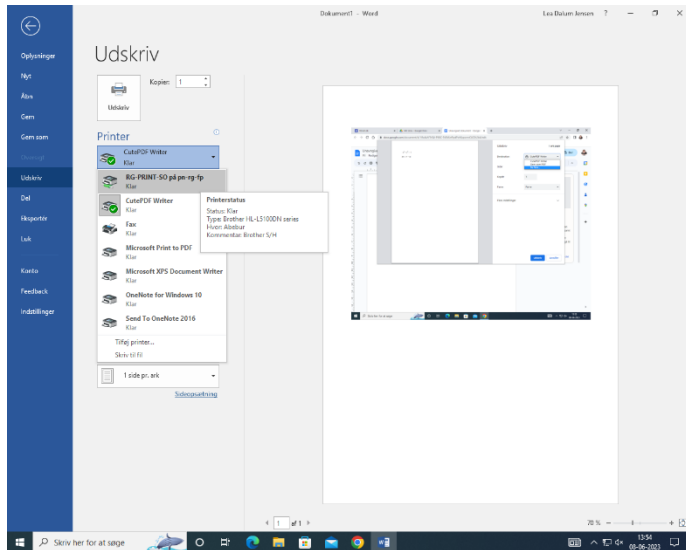 Dokument1 - Word
Lea Dalum Jensen
?
Oplysninger
Nyt
Åbn
Gem
Gem som
Udskriv
Del
Eksportér
Luk
Konto
Feedback
Indstillinger
Udskriv
Kopier: 1
Udskriv
Printer
CutePDF Writer
Klar
RG-PRINT-SO på pn-rg-fp
Klar
CutePDF Writer
Klar
Fax
Klar
Microsoft Print to PDF
Klar
Microsoft XPS Document Writer
Klar
OneNote for Windows 10
Klar
Send To OneNote 2016
Klar
Tilføj printer...
Skriv til fil
Printerstatus
Status: Klar
Type: Brother HL-L5100DN series
Hvor: Akebur
Kommentar: Brother S/H
1 side pr. ark
Sideopsætning
1 af 1
70 %
Skriv her for at søge
13:54
08-06-2023